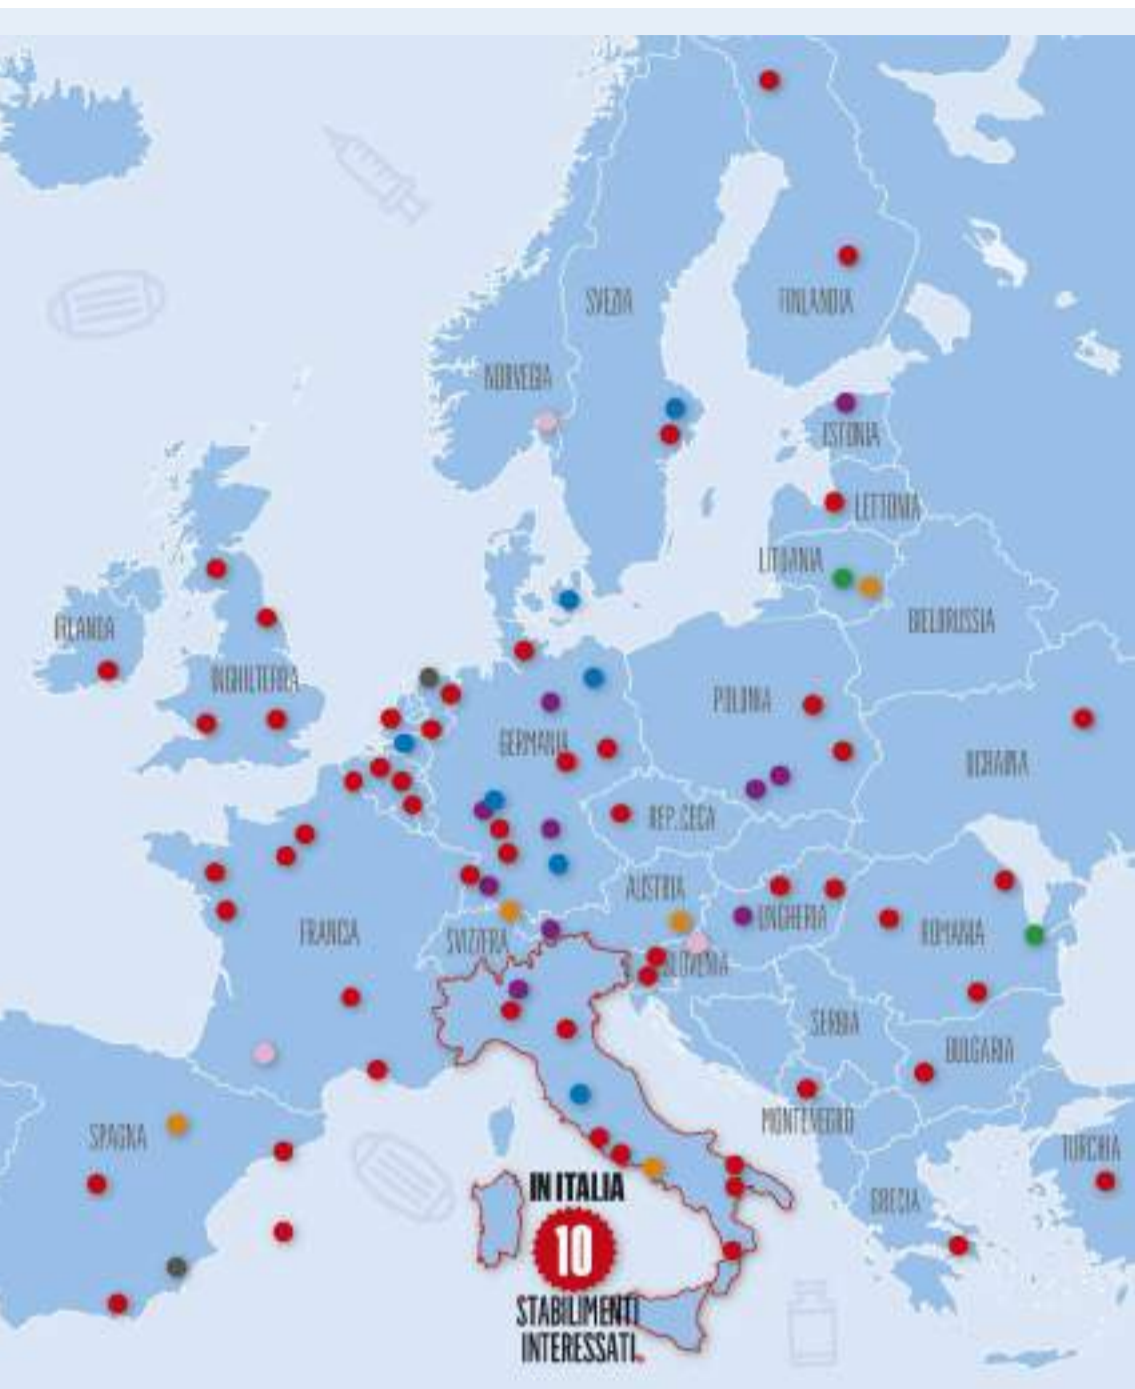 SVEZIA
FINLANDIA
NORVEGIA
ESTONIA
LETTONIA
LITUANIA
BIELORUSSIA
IRLANDA
INGHILTERRA
POLONIA
GERMANIA
UCRAINA
REP.CECA
AUSTRIA
UNGHERIA
FRANCIA
SVIZZERA
ROMANIA
SLOVENIA
SERBIA
BULGARIA
MONTENEGRO
SPAGNA
TURCHIA
GRECIA
IN ITALIA
10
STABILIMENTI
INTERESSATI